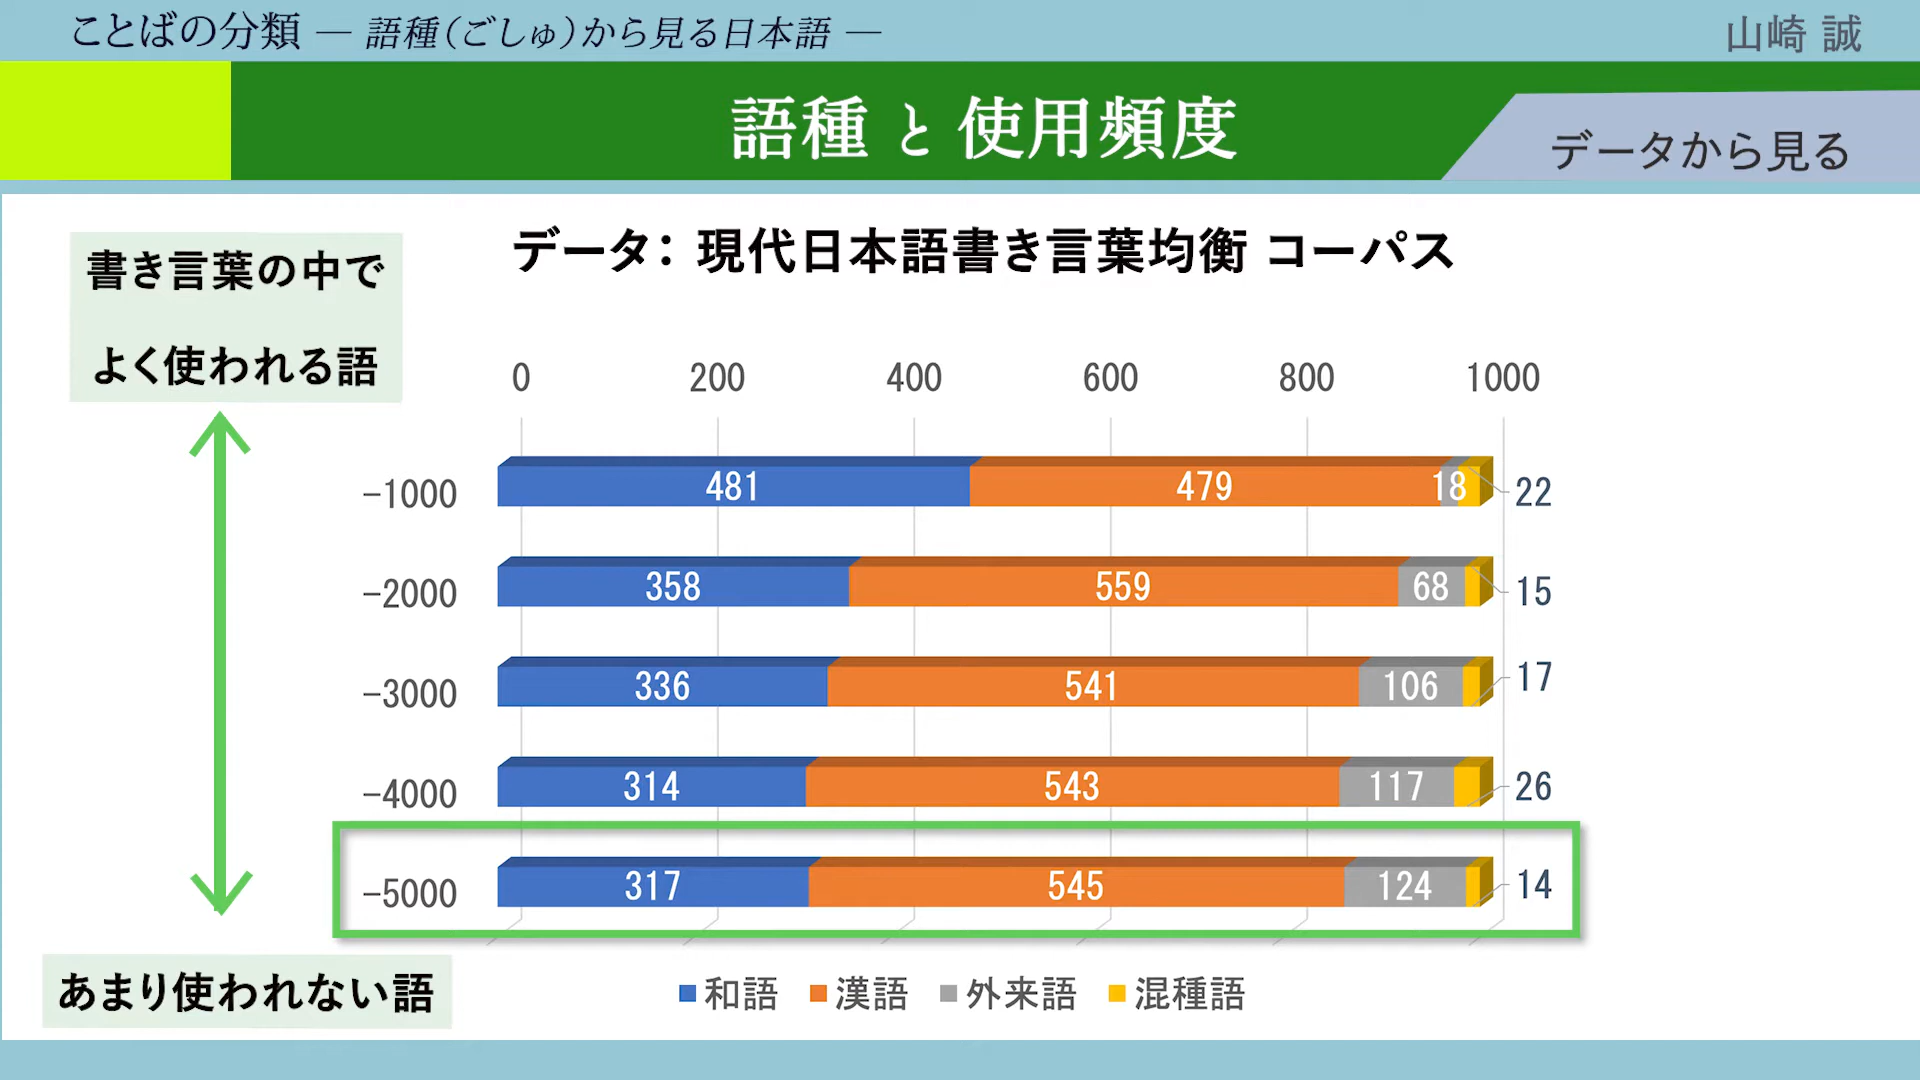 ことばの分類 ― 語種（ごしゅ）から見る日本語 ―
山崎 誠
語種 と 使用頻度
データから見る
データ： 現代日本語書き言葉均衡 コーパス
書き言葉の中で
よく使われる語
0 200 400 600 800 1000
−1000 481 479 18 22
−2000 358 559 68 15
−3000 336 541 106 17
−4000 314 543 117 26
−5000 317 545 124 14
あまり使われない語
和語 漢語 外来語 混種語